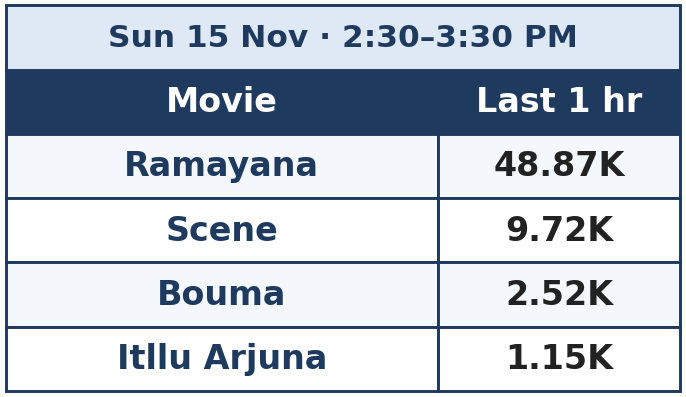 Sun 15 Nov · 2:30–3:30 PM
Movie Last 1 hr
Ramayana 48.87K
Scene 9.72K
Bouma 2.52K
Itllu Arjuna 1.15K